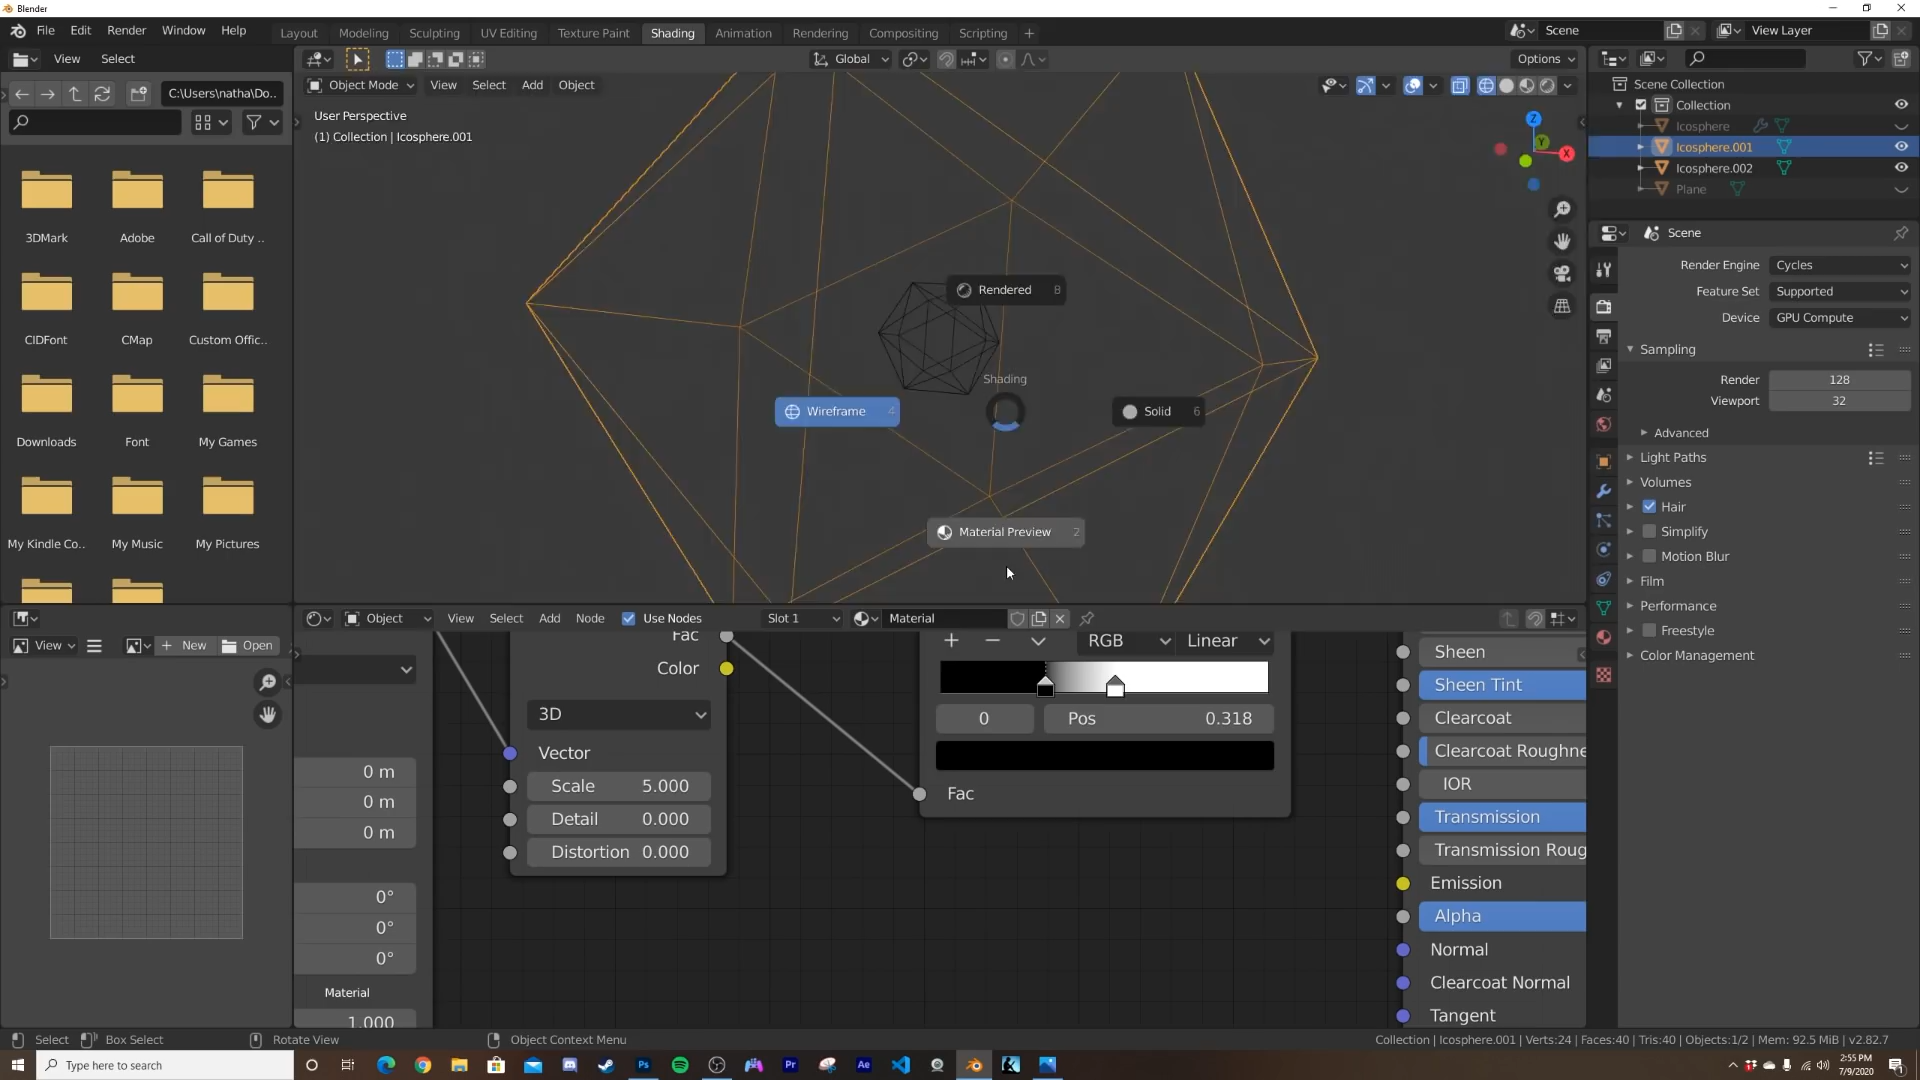 Blender
File Edit Render Window Help
Layout Modeling Sculpting UV Editing Texture Paint Shading Animation Rendering Compositing Scripting +
Scene
View Layer
View Select
Global
Options
C:\Users\natha\Do..
Object Mode View Select Add Object
User Perspective
(1) Collection | Icosphere.001
Z
Y
X
Rendered 8
Shading
Wireframe 4
Solid 6
Material Preview 2
3DMark Adobe Call of Duty ..
CIDFont CMap Custom Offic..
Downloads Font My Games
My Kindle Co.. My Music My Pictures
Scene Collection
Collection
Icosphere
Icosphere.001
Icosphere.002
Plane
Scene
Render Engine Cycles
Feature Set Supported
Device GPU Compute
Sampling
Render 128
Viewport 32
Advanced
Light Paths
Volumes
Hair
Simplify
Motion Blur
Film
Performance
Freestyle
Color Management
Object View Select Add Node Use Nodes Slot 1 Material
View New Open
0 m
0 m
0 m
0°
0°
0°
Material
1.000
Fac
Color
3D
Vector
Scale 5.000
Detail 0.000
Distortion 0.000
RGB Linear
0 Pos 0.318
Fac
Sheen
Sheen Tint
Clearcoat
Clearcoat Roughne
IOR
Transmission
Transmission Roug
Emission
Alpha
Normal
Clearcoat Normal
Tangent
Select Box Select Rotate View Object Context Menu
Collection | Icosphere.001 | Verts:24 | Faces:40 | Tris:40 | Objects:1/2 | Mem: 92.5 MiB | v2.82.7
Type here to search
Ps
Pr
Ae
2:55 PM
7/9/2020